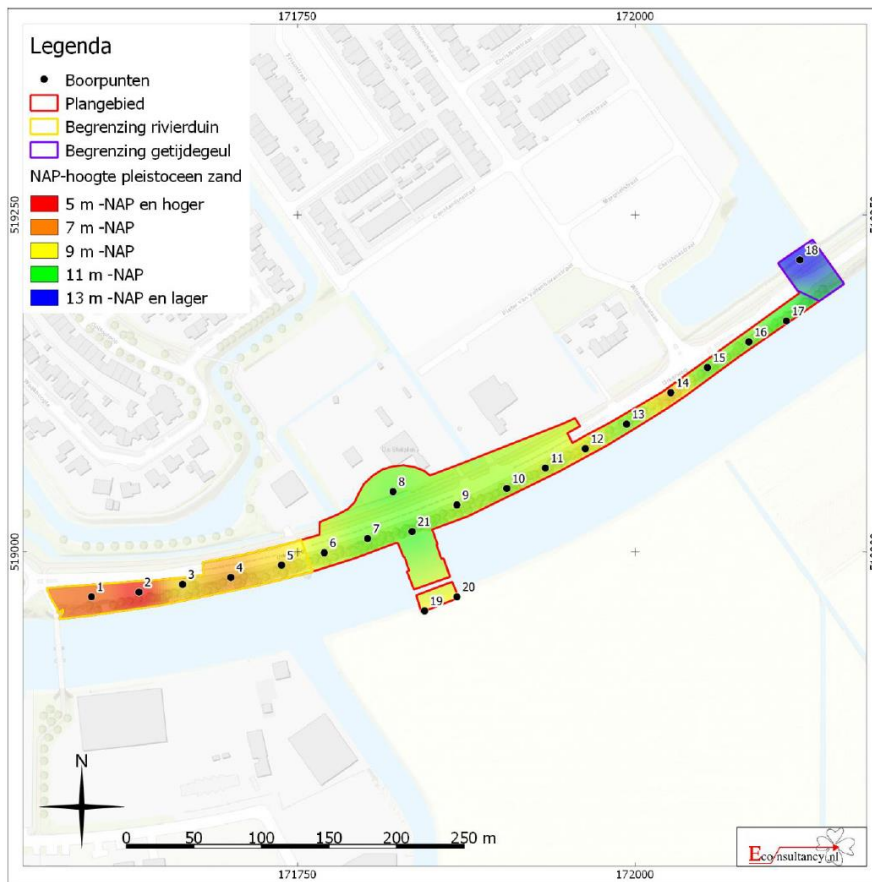 171750
172000
Legenda
Boorpunten
Plangebied
Begrenzing rivierduin
Begrenzing getijdegeul
NAP-hoogte pleistoceen zand
5 m -NAP en hoger
7 m -NAP
9 m -NAP
11 m -NAP
13 m -NAP en lager
519250
519000
18
17
16
15
14
13
12
11
10
9
8
21
7
6
5
4
3
2
1
20
19
N
0 50 100 150 200 250 m
Econsultancy.nl
171750
172000